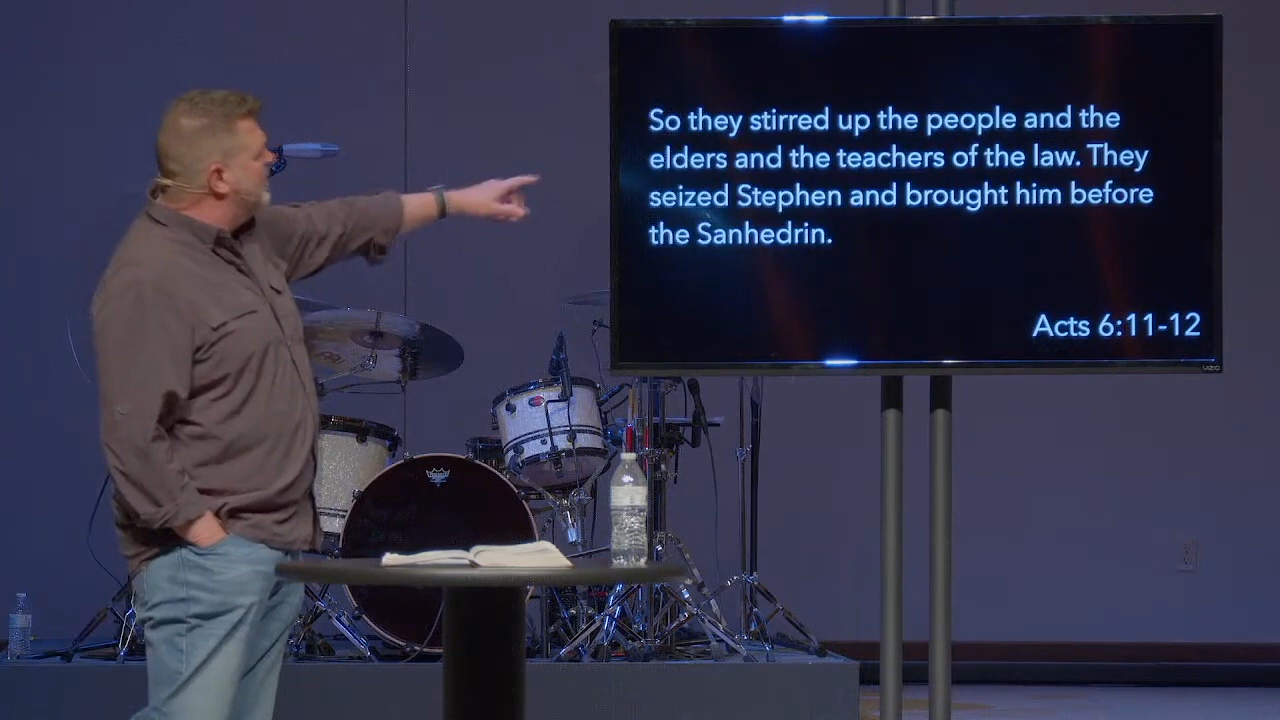 So they stirred up the people and the
elders and the teachers of the law. They
seized Stephen and brought him before
the Sanhedrin.
Acts 6:11-12
VIZIO